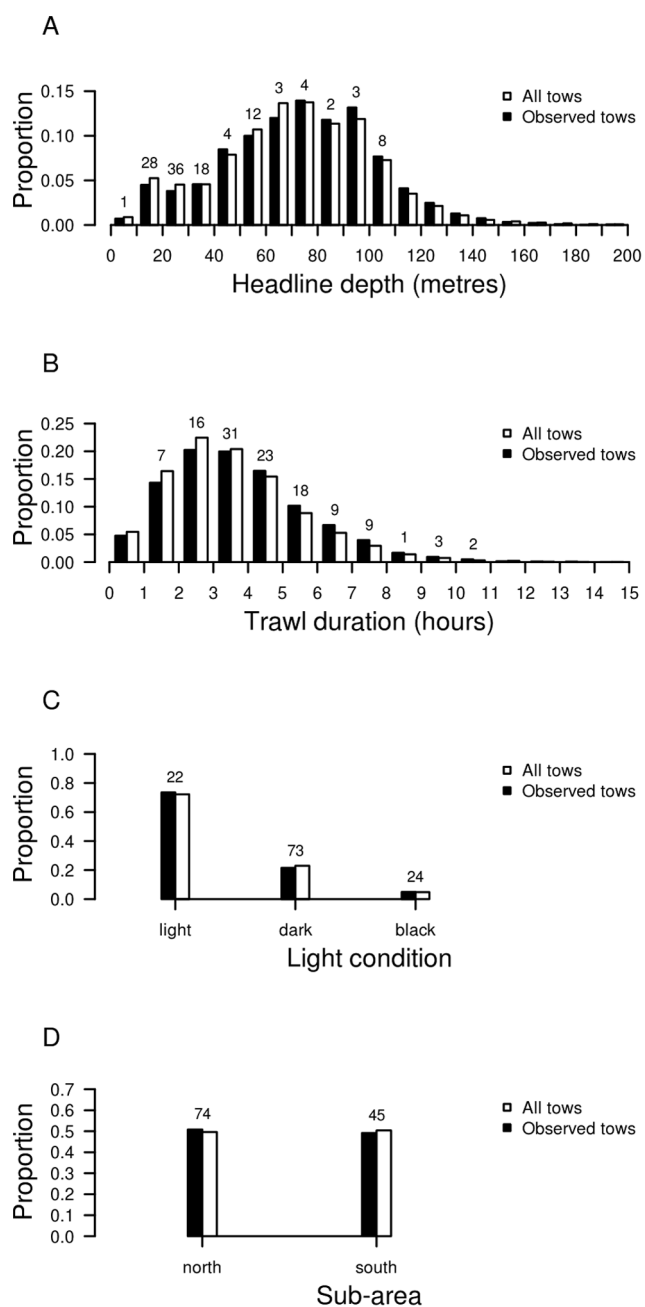 A
Proportion
0.15
0.10
0.05
0.00
1 28 36 18 4 12 3 4 2 3 8
All tows
Observed tows
0 20 40 60 80 100 120 140 160 180 200
Headline depth (metres)
B
Proportion
0.25
0.20
0.15
0.10
0.05
0.00
7 16 31 23 18 9 9 1 3 2
All tows
Observed tows
0 1 2 3 4 5 6 7 8 9 10 11 12 13 14 15
Trawl duration (hours)
C
Proportion
1.0
0.8
0.6
0.4
0.2
0.0
22 73 24
All tows
Observed tows
light dark black
Light condition
D
Proportion
0.7
0.6
0.5
0.4
0.3
0.2
0.1
0.0
74 45
All tows
Observed tows
north south
Sub-area